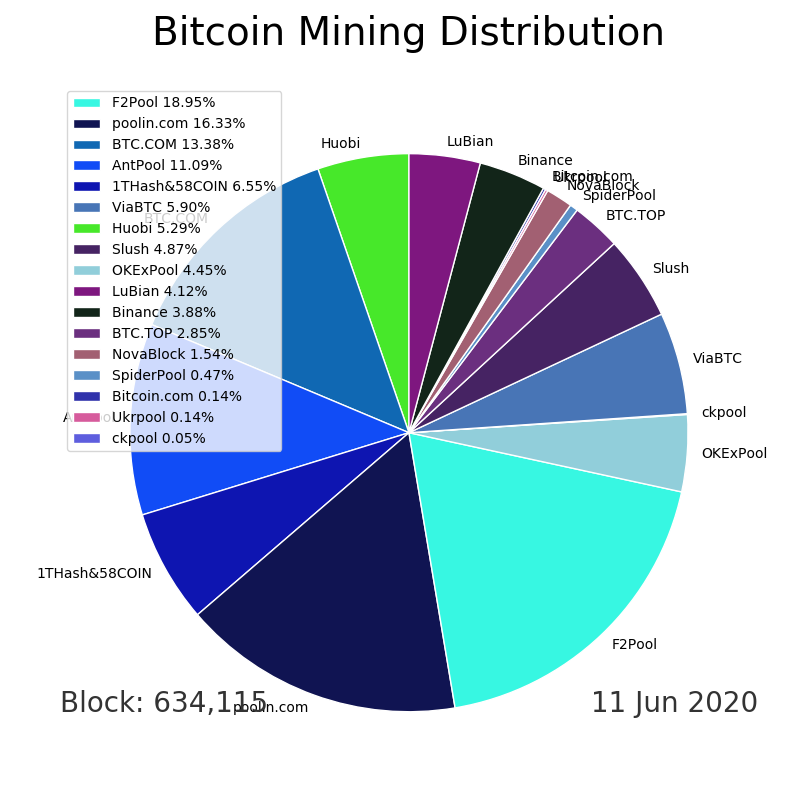 Bitcoin Mining Distribution
F2Pool 18.95%
poolin.com 16.33%
BTC.COM 13.38%
AntPool 11.09%
1THash&58COIN 6.55%
ViaBTC 5.90%
Huobi 5.29%
Slush 4.87%
OKExPool 4.45%
LuBian 4.12%
Binance 3.88%
BTC.TOP 2.85%
NovaBlock 1.54%
SpiderPool 0.47%
Bitcoin.com 0.14%
Ukrpool 0.14%
ckpool 0.05%
Huobi
LuBian
Binance
Bitcoin.com
Ukrpool
NovaBlock
SpiderPool
BTC.TOP
BTC.COM
Slush
ViaBTC
ckpool
AntPool
OKExPool
1THash&58COIN
F2Pool
poolin.com
Block: 634,115
11 Jun 2020